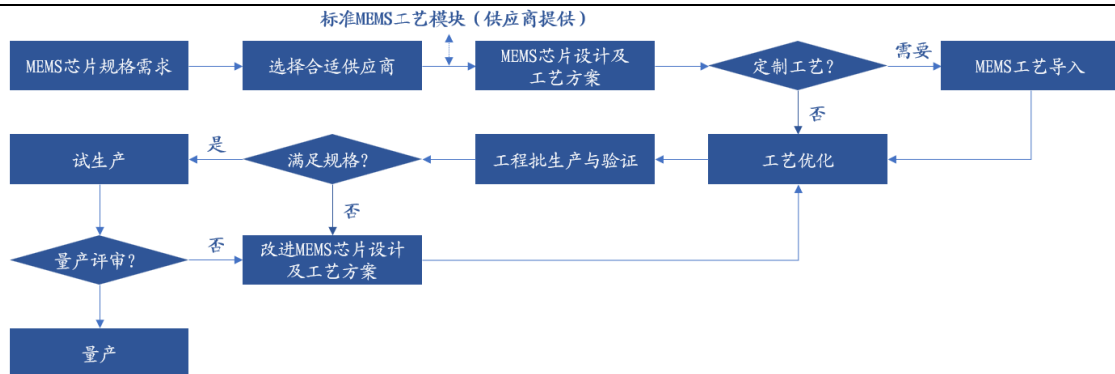 标准MEMS工艺模块（供应商提供）
MEMS芯片规格需求
选择合适供应商
MEMS芯片设计及
工艺方案
定制工艺？
需要
MEMS工艺导入
否
试生产
是
满足规格？
工程批生产与验证
工艺优化
否
量产评审？
否
改进MEMS芯片设计
及工艺方案
量产